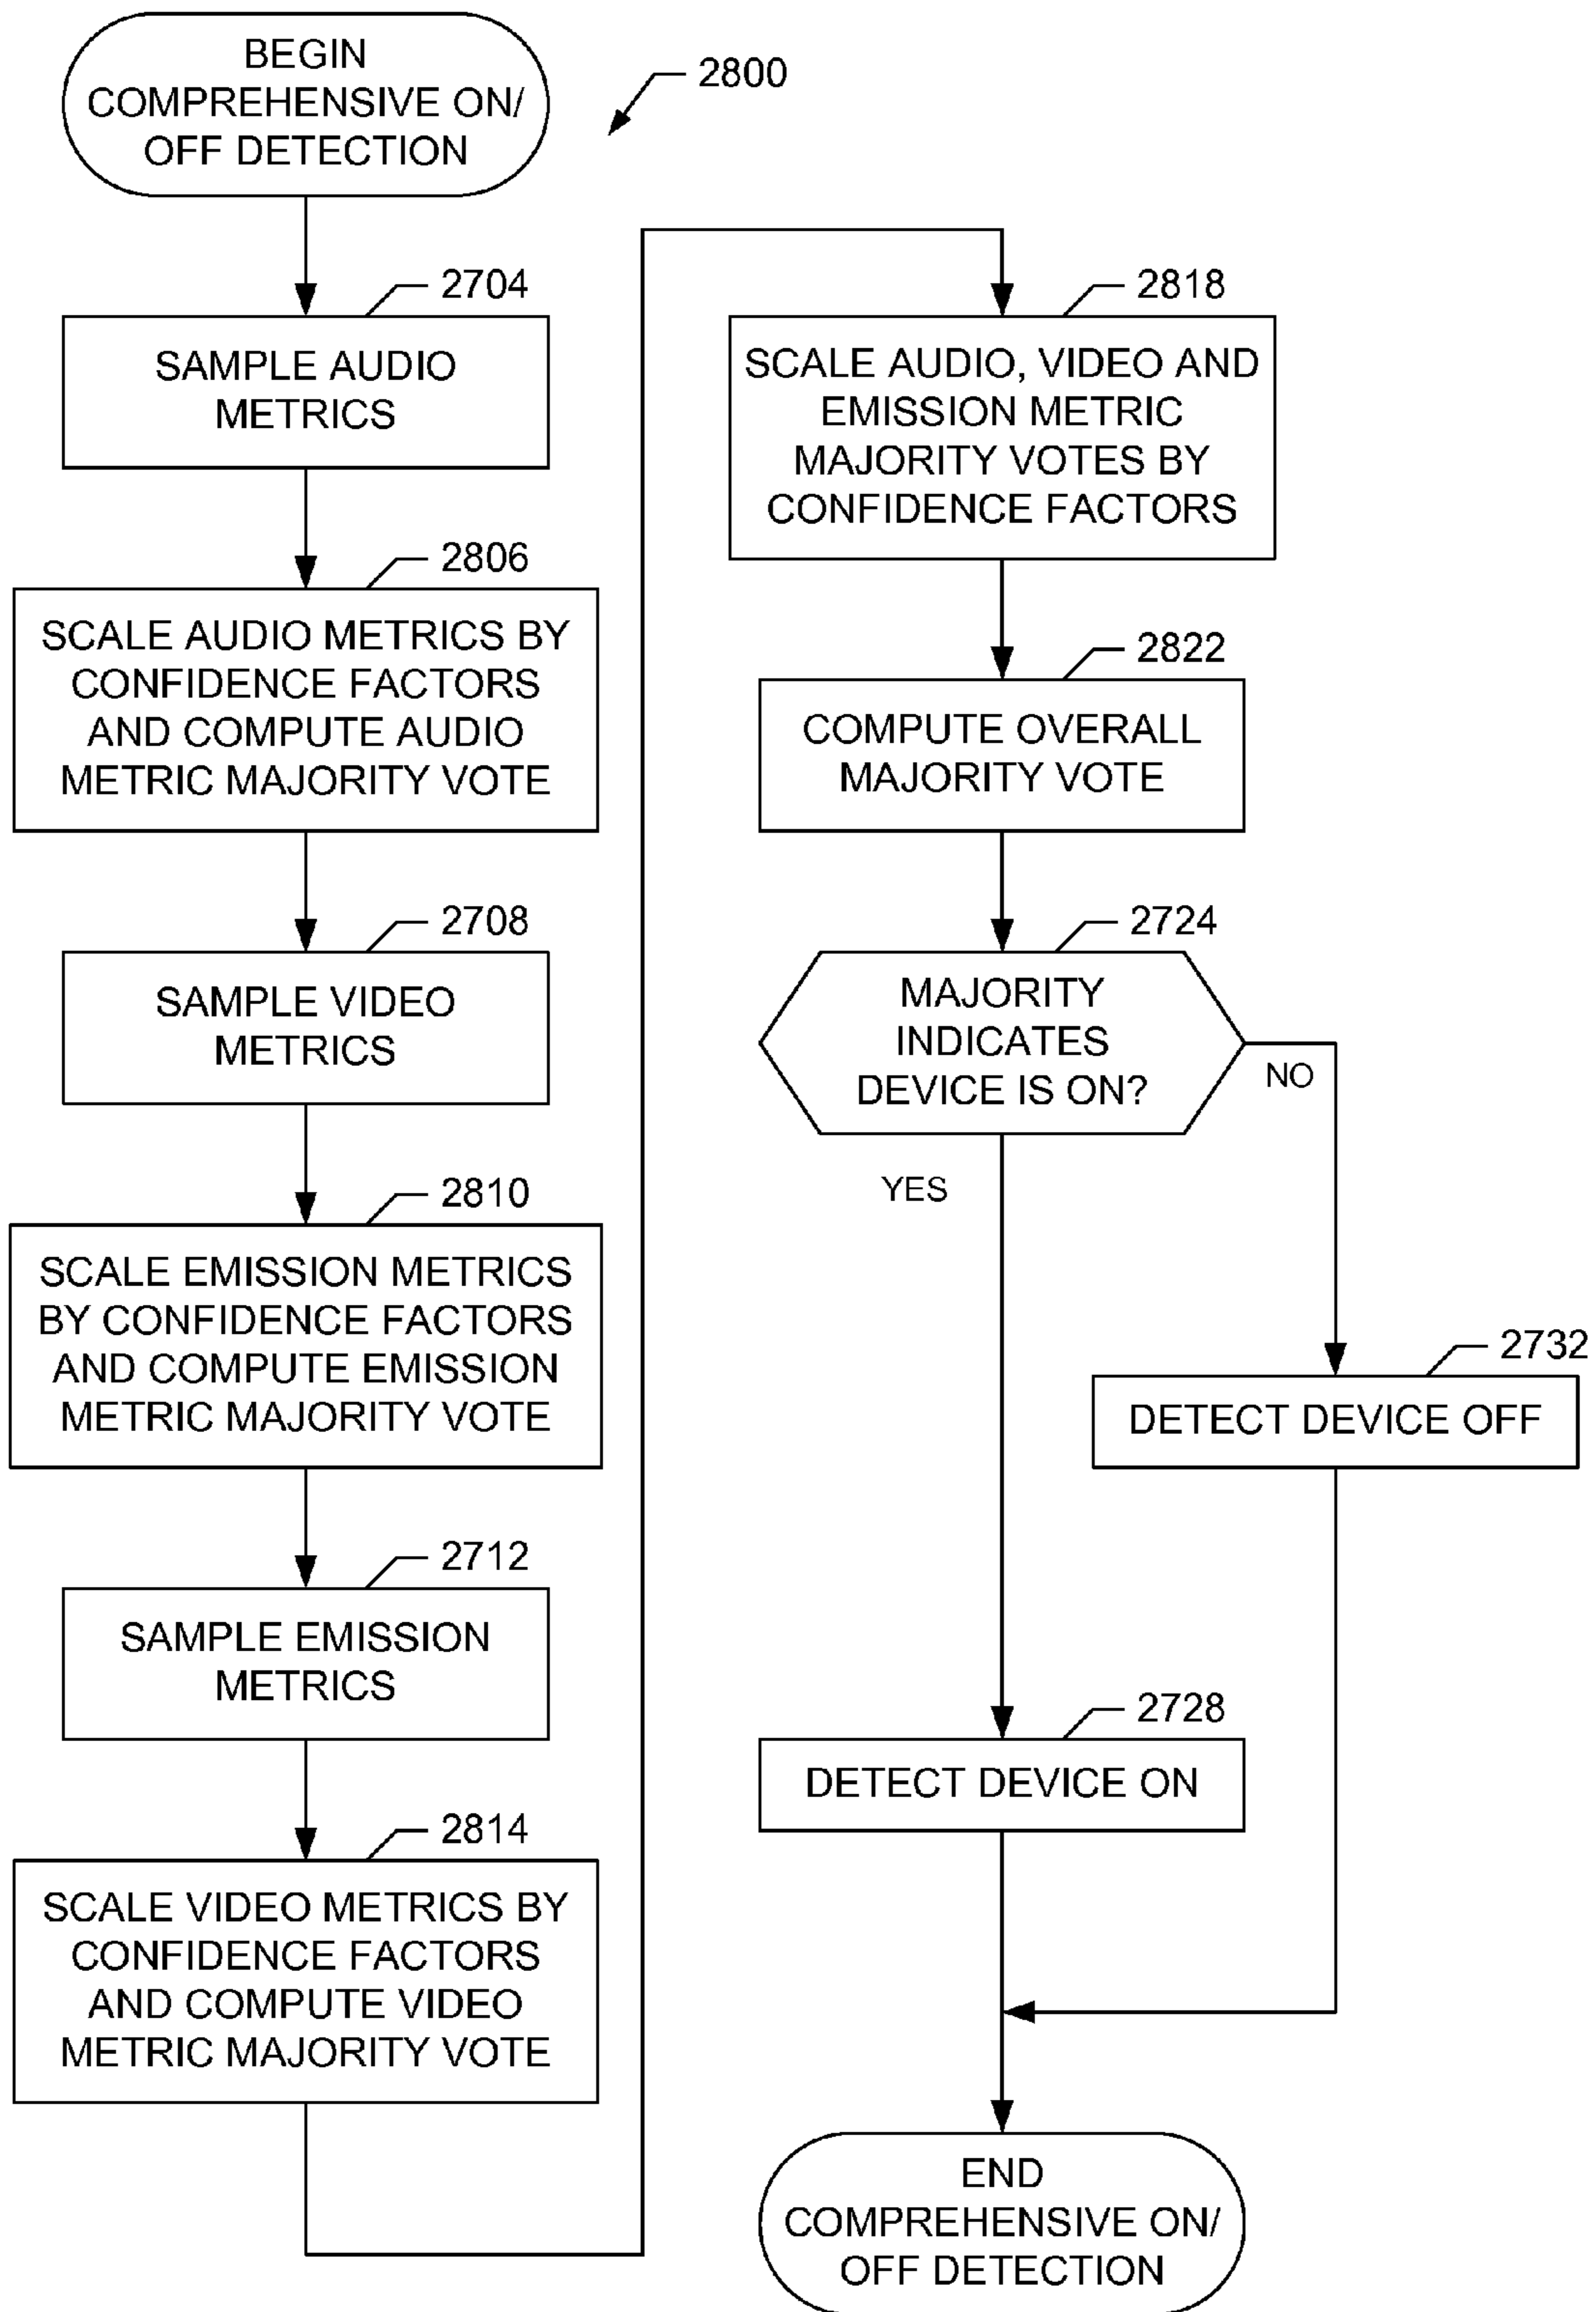 BEGIN
COMPREHENSIVE ON/
OFF DETECTION
2800
2704
SAMPLE AUDIO
METRICS
2806
SCALE AUDIO METRICS BY
CONFIDENCE FACTORS
AND COMPUTE AUDIO
METRIC MAJORITY VOTE
2708
SAMPLE VIDEO
METRICS
2810
SCALE EMISSION METRICS
BY CONFIDENCE FACTORS
AND COMPUTE EMISSION
METRIC MAJORITY VOTE
2712
SAMPLE EMISSION
METRICS
2814
SCALE VIDEO METRICS BY
CONFIDENCE FACTORS
AND COMPUTE VIDEO
METRIC MAJORITY VOTE
2818
SCALE AUDIO, VIDEO AND
EMISSION METRIC
MAJORITY VOTES BY
CONFIDENCE FACTORS
2822
COMPUTE OVERALL
MAJORITY VOTE
2724
MAJORITY
INDICATES
DEVICE IS ON?
NO
YES
2732
DETECT DEVICE OFF
2728
DETECT DEVICE ON
END
COMPREHENSIVE ON/
OFF DETECTION